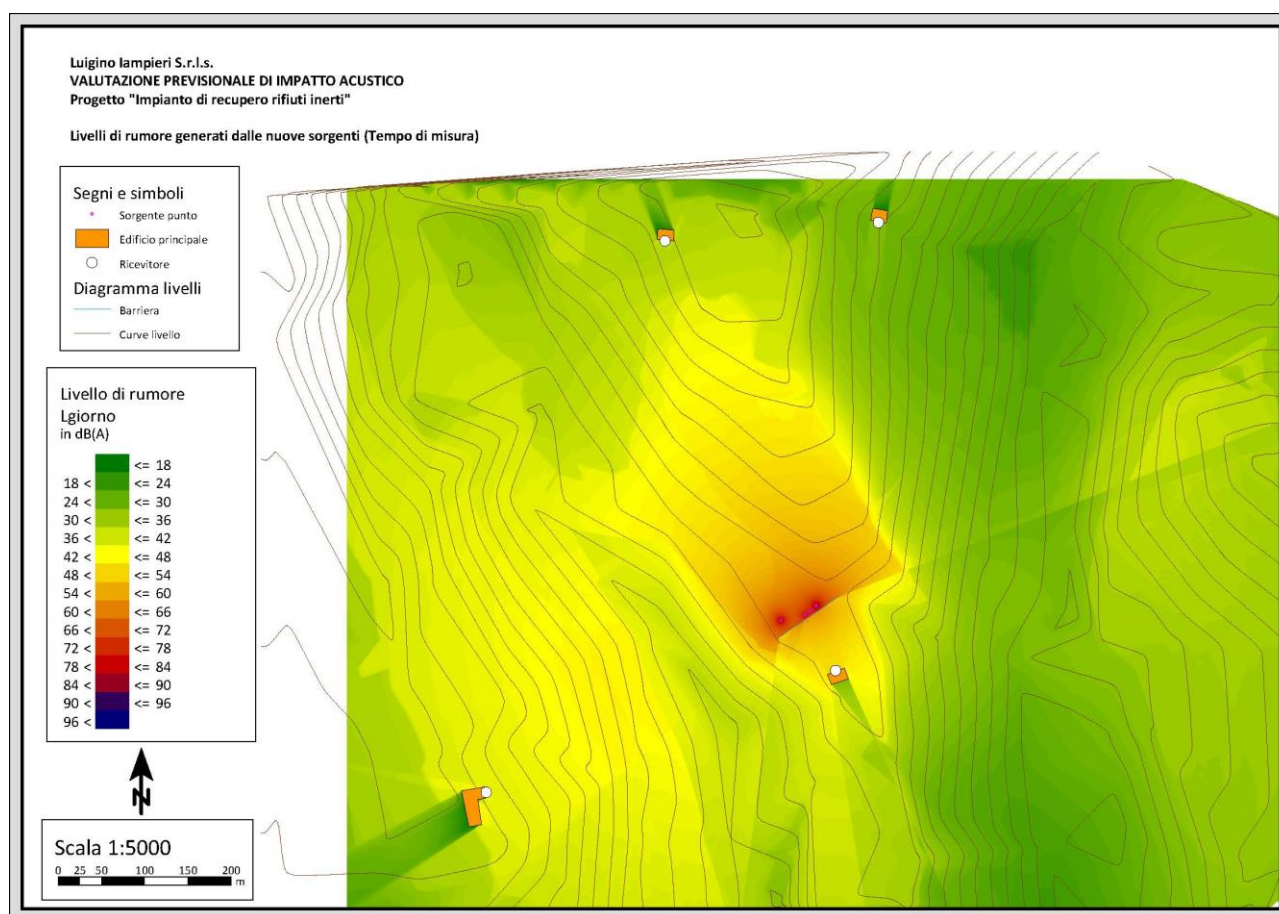 Luigino Iampieri S.r.l.s.
VALUTAZIONE PREVISIONALE DI IMPATTO ACUSTICO
Progetto "Impianto di recupero rifiuti inerti"
Livelli di rumore generati dalle nuove sorgenti (Tempo di misura)
Segni e simboli
Sorgente punto
Edificio principale
Ricevitore
Diagramma livelli
Barriera
Curve livello
Livello di rumore
Lgiorno
in dB(A)
<= 18
18 < <= 24
24 < <= 30
30 < <= 36
36 < <= 42
42 < <= 48
48 < <= 54
54 < <= 60
60 < <= 66
66 < <= 72
72 < <= 78
78 < <= 84
84 < <= 90
90 < <= 96
96 <
N
Scala 1:5000
0 25 50 100 150 200
m